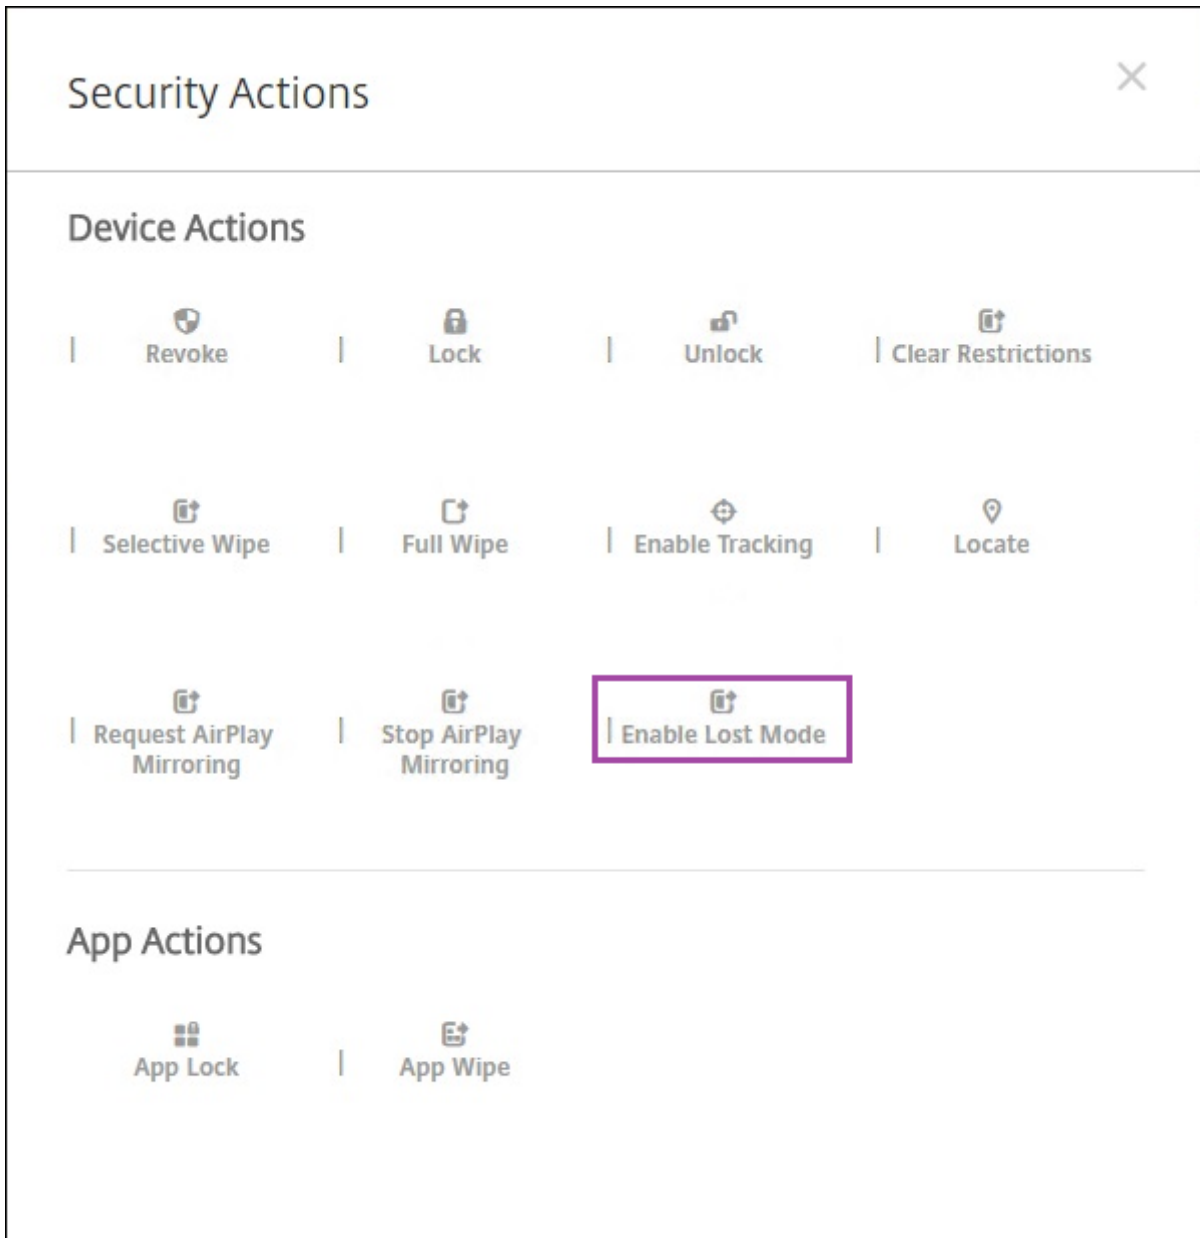 Security Actions
Device Actions
Revoke
Lock
Unlock
Clear Restrictions
Selective Wipe
Full Wipe
Enable Tracking
Locate
Request AirPlay
Mirroring
Stop AirPlay
Mirroring
Enable Lost Mode
App Actions
App Lock
App Wipe